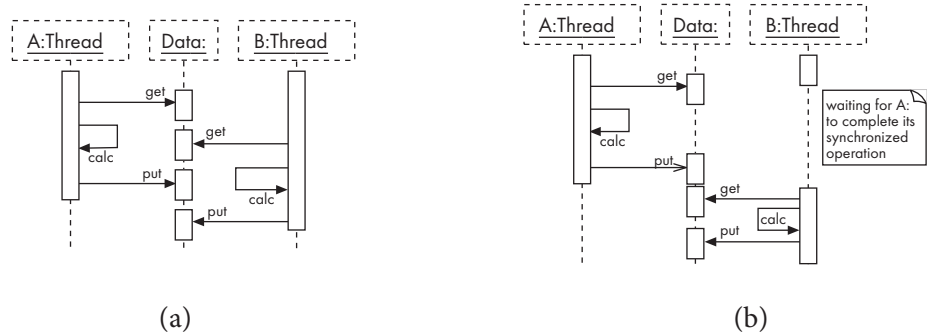 A:Thread Data: B:Thread
get
get
calc
put
calc
put
(a)
A:Thread Data: B:Thread
get
waiting for A:
to complete its
synchronized
operation
calc
put
get
calc
put
(b)